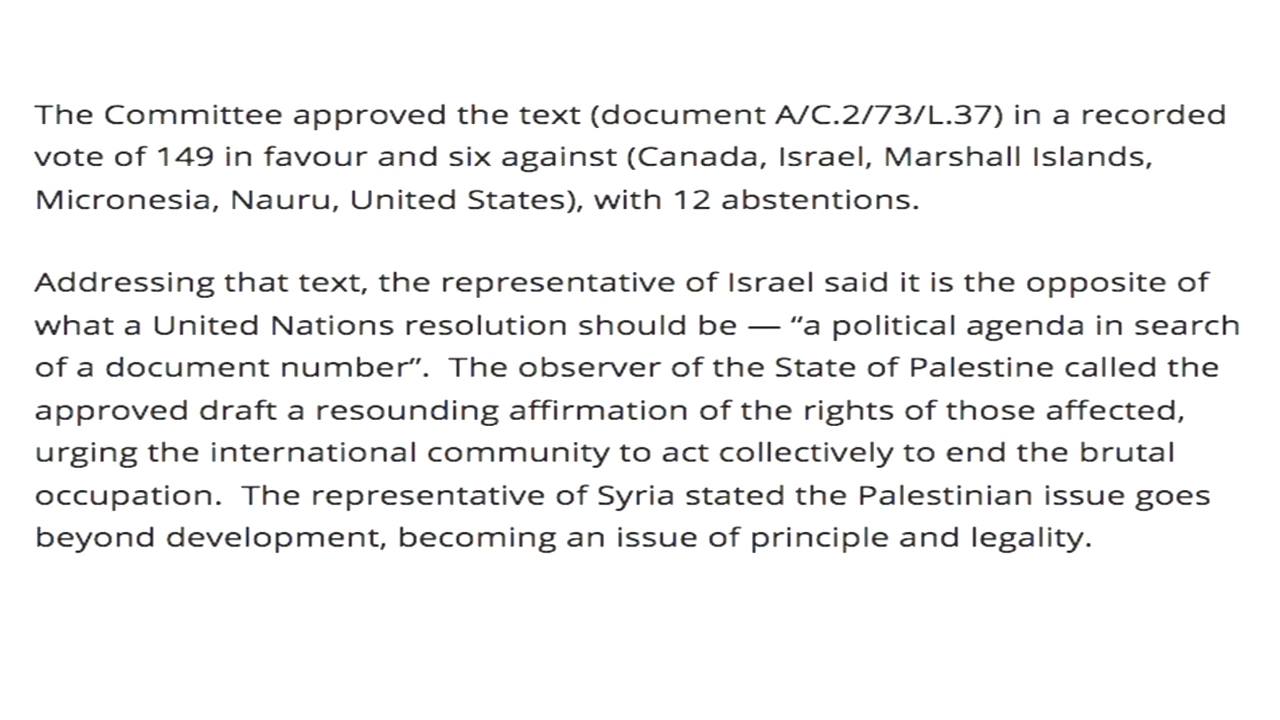 The Committee approved the text (document A/C.2/73/L.37) in a recorded
vote of 149 in favour and six against (Canada, Israel, Marshall Islands,
Micronesia, Nauru, United States), with 12 abstentions.
Addressing that text, the representative of Israel said it is the opposite of
what a United Nations resolution should be — “a political agenda in search
of a document number”.  The observer of the State of Palestine called the
approved draft a resounding affirmation of the rights of those affected,
urging the international community to act collectively to end the brutal
occupation.  The representative of Syria stated the Palestinian issue goes
beyond development, becoming an issue of principle and legality.